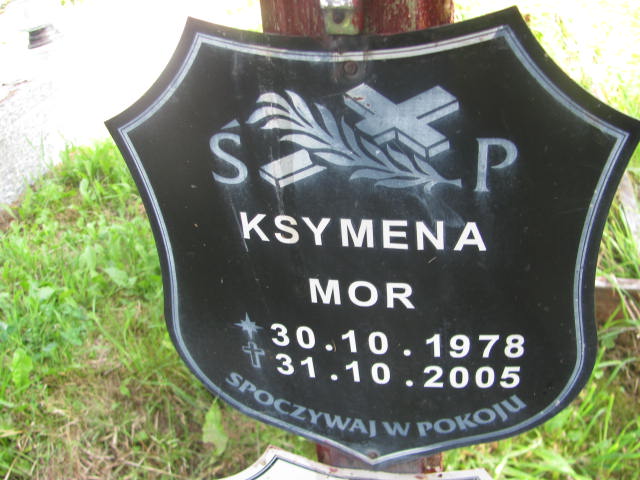 Ś P
KSYMENA
MOR
30.10.1978
31.10.2005
SPOCZYWAJ W POKOJU